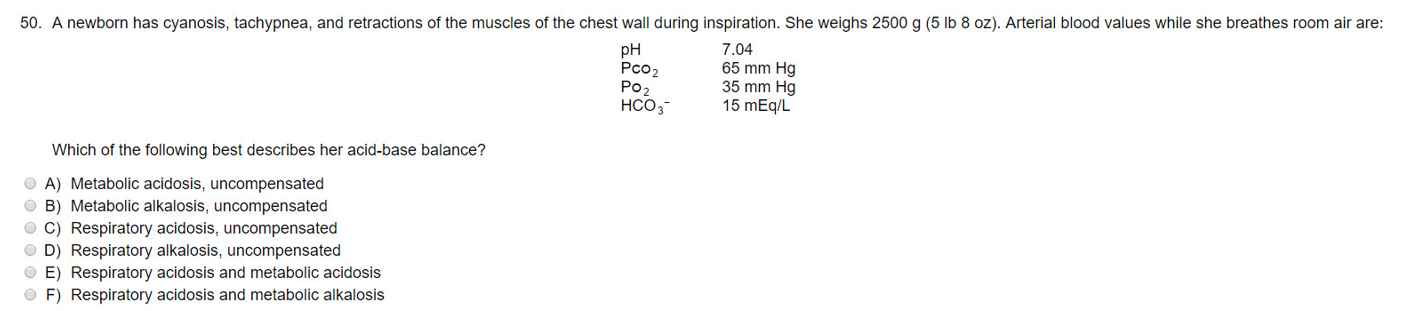 50. A newborn has cyanosis, tachypnea, and retractions of the muscles of the chest wall during inspiration. She weighs 2500 g (5 lb 8 oz). Arterial blood values while she breathes room air are:
pH 7.04
Pco₂ 65 mm Hg
Po₂ 35 mm Hg
HCO₃⁻ 15 mEq/L
Which of the following best describes her acid-base balance?
A) Metabolic acidosis, uncompensated
B) Metabolic alkalosis, uncompensated
C) Respiratory acidosis, uncompensated
D) Respiratory alkalosis, uncompensated
E) Respiratory acidosis and metabolic acidosis
F) Respiratory acidosis and metabolic alkalosis